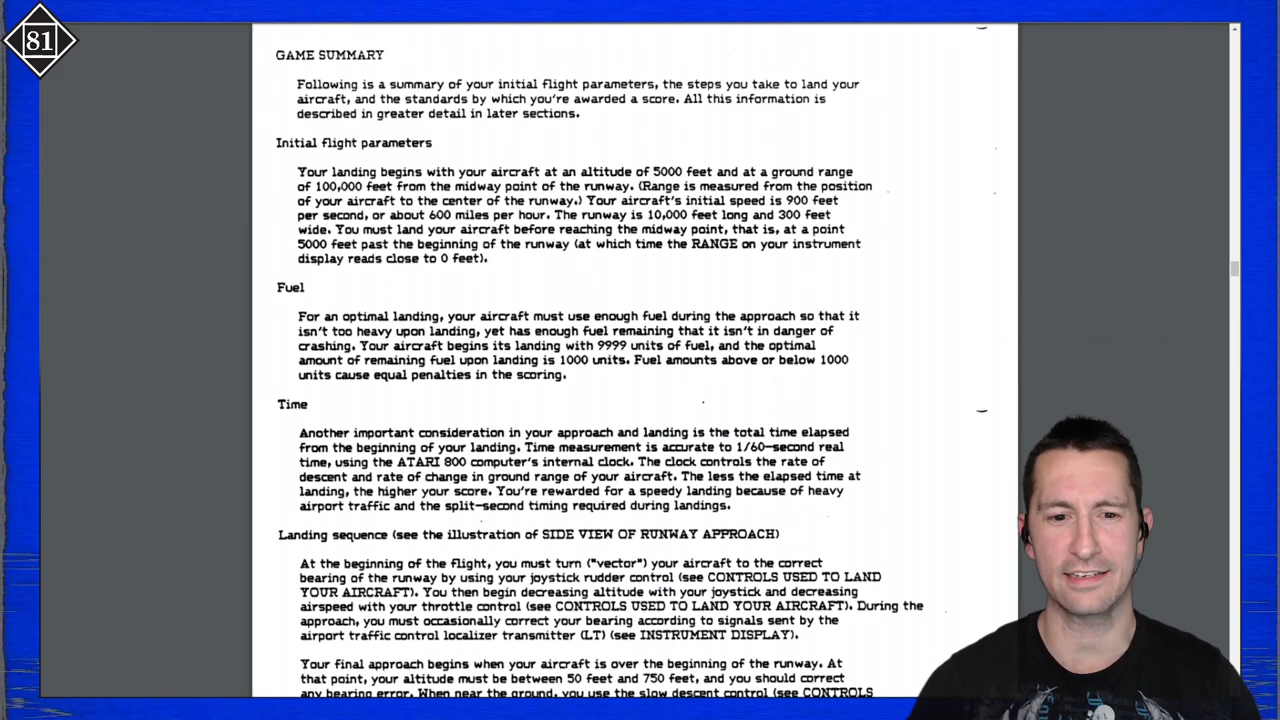 81
GAME SUMMARY
Following is a summary of your initial flight parameters, the steps you take to land your
aircraft, and the standards by which you're awarded a score. All this information is
described in greater detail in later sections.
Initial flight parameters
Your landing begins with your aircraft at an altitude of 5000 feet and at a ground range
of 100,000 feet from the midway point of the runway. (Range is measured from the position
of your aircraft to the center of the runway.) Your aircraft's initial speed is 900 feet
per second, or about 600 miles per hour. The runway is 10,000 feet long and 300 feet
wide. You must land your aircraft before reaching the midway point, that is, at a point
5000 feet past the beginning of the runway (at which time the RANGE on your instrument
display reads close to 0 feet).
Fuel
For an optimal landing, your aircraft must use enough fuel during the approach so that it
isn't too heavy upon landing, yet has enough fuel remaining that it isn't in danger of
crashing. Your aircraft begins its landing with 9999 units of fuel, and the optimal
amount of remaining fuel upon landing is 1000 units. Fuel amounts above or below 1000
units cause equal penalties in the scoring.
Time
Another important consideration in your approach and landing is the total time elapsed
from the beginning of your landing. Time measurement is accurate to 1/60-second real
time, using the ATARI 800 computer's internal clock. The clock controls the rate of
descent and rate of change in ground range of your aircraft. The less the elapsed time at
landing, the higher your score. You're rewarded for a speedy landing because of heavy
airport traffic and the split-second timing required during landings.
Landing sequence (see the illustration of SIDE VIEW OF RUNWAY APPROACH)
At the beginning of the flight, you must turn ("vector") your aircraft to the correct
bearing of the runway by using your joystick rudder control (see CONTROLS USED TO LAND
YOUR AIRCRAFT). You then begin decreasing altitude with your joystick and decreasing
airspeed with your throttle control (see CONTROLS USED TO LAND YOUR AIRCRAFT). During the
approach, you must occasionally correct your bearing according to signals sent by the
airport traffic control localizer transmitter (LT) (see INSTRUMENT DISPLAY).
Your final approach begins when your aircraft is over the beginning of the runway. At
that point, your altitude must be between 50 feet and 750 feet, and you should correct
any bearing error. When near the ground, you use the slow descent control (see CONTROLS